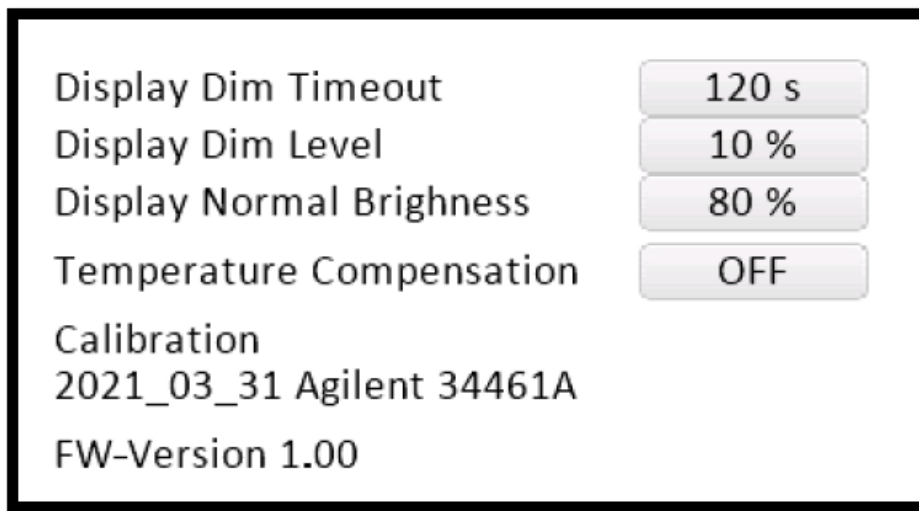 Display Dim Timeout 120 s
Display Dim Level 10 %
Display Normal Brighness 80 %
Temperature Compensation OFF
Calibration
2021_03_31 Agilent 34461A
FW-Version 1.00